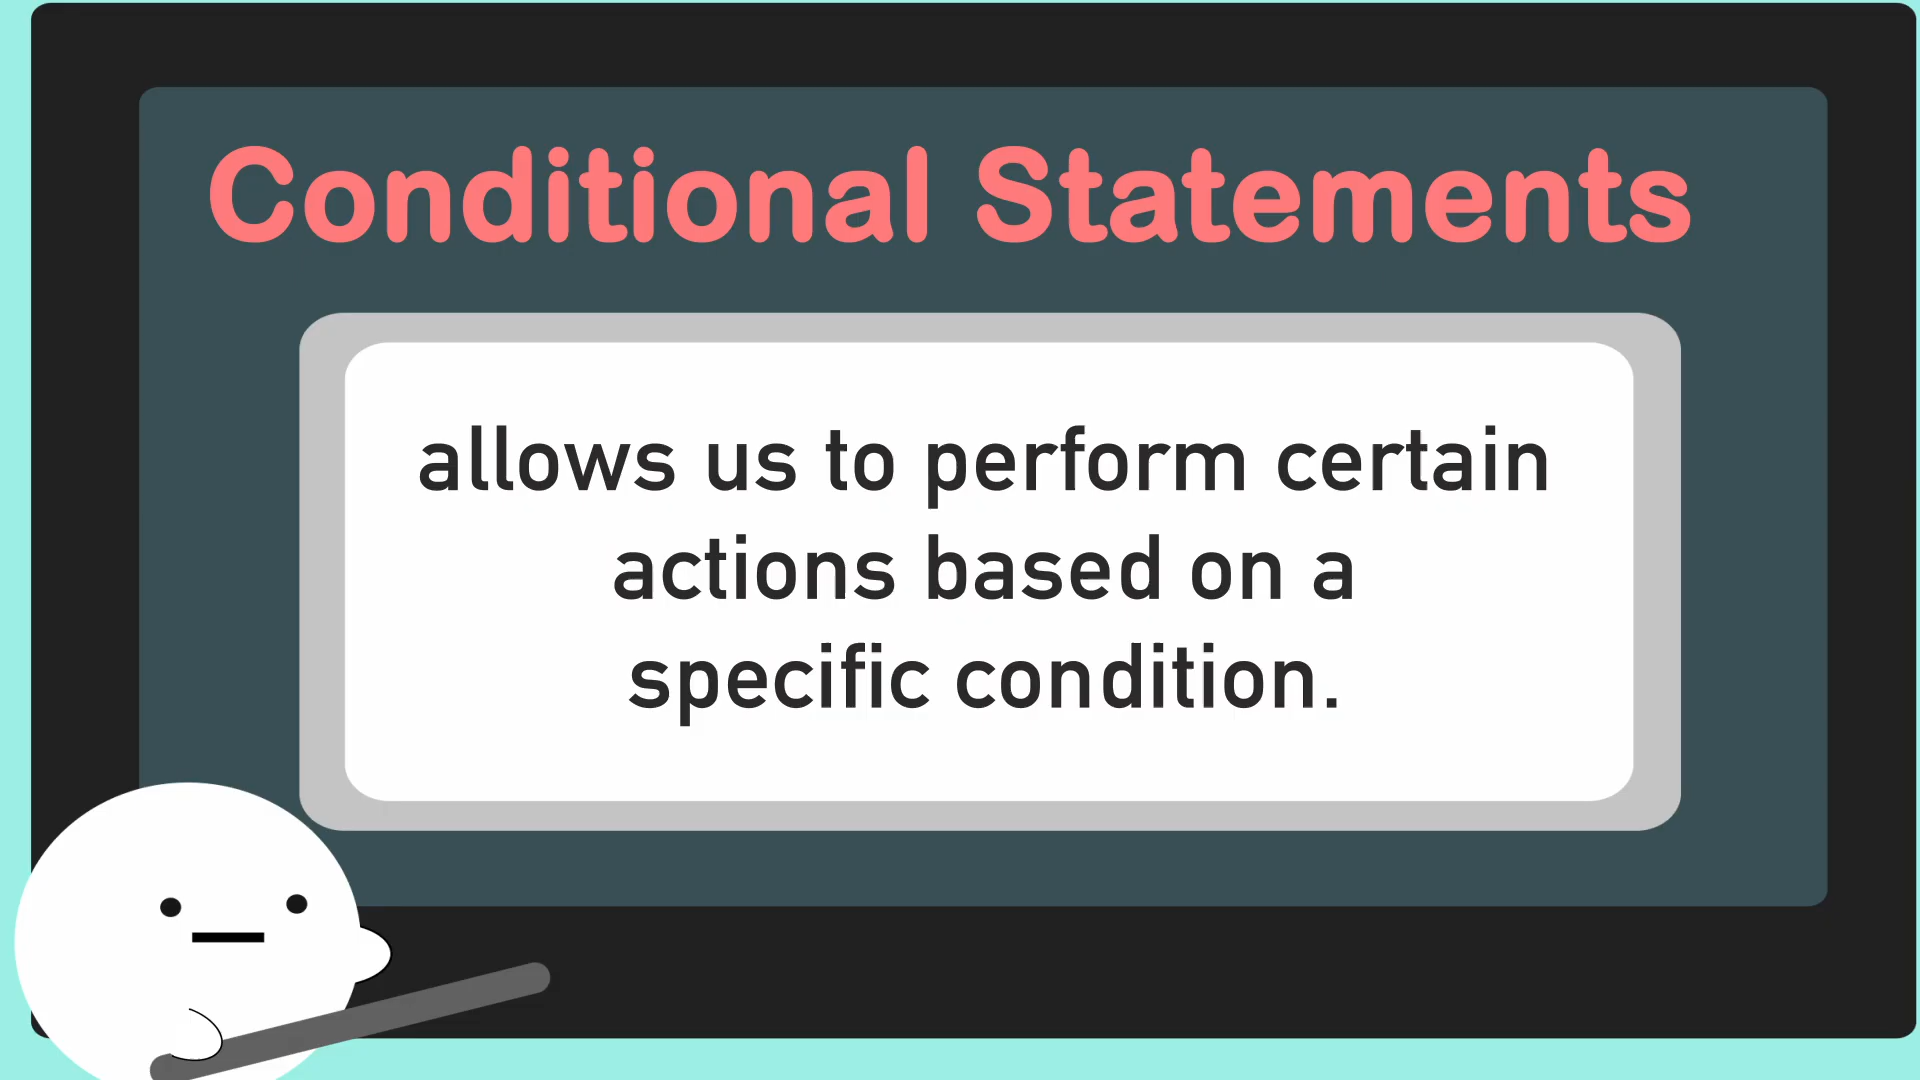 Conditional Statements
allows us to perform certain
actions based on a
specific condition.